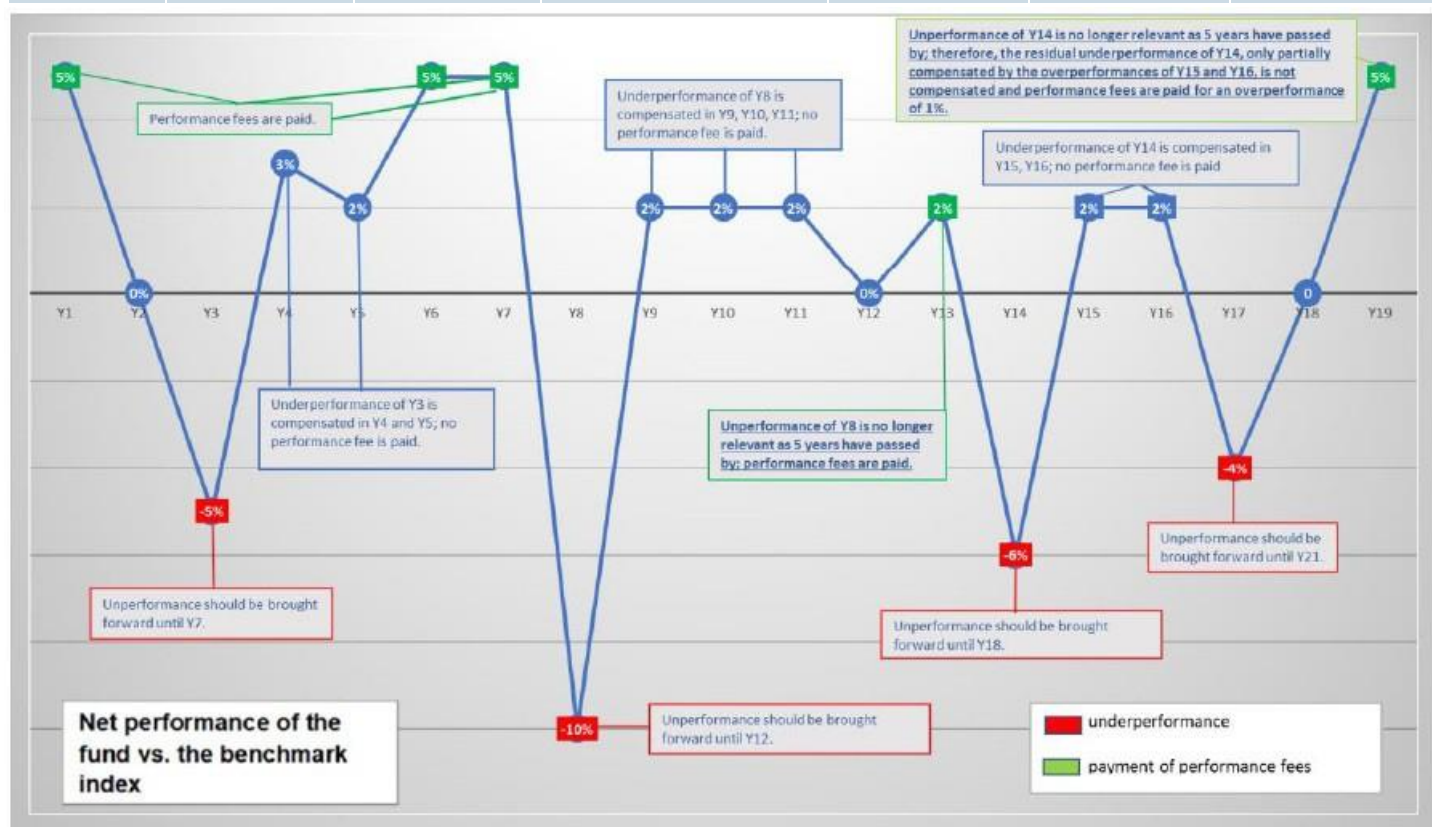 Unperformance of Y14 is no longer relevant as 5 years have passed
by; therefore, the residual underperformance of Y14, only partially
compensated by the overperformances of Y15 and Y16, is not
compensated and performance fees are paid for an overperformance
of 1%.
5%
5%
5%
5%
Performance fees are paid.
Underperformance of Y8 is
compensated in Y9, Y10, Y11; no
performance fee is paid.
Underperformance of Y14 is compensated in
Y15, Y16; no performance fee is paid
3%
2%
2%
2%
2%
2%
2%
2%
0%
0%
0
Y1
Y2
Y3
Y4
Y5
Y6
Y7
Y8
Y9
Y10
Y11
Y12
Y13
Y14
Y15
Y16
Y17
Y18
Y19
Underperformance of Y3 is
compensated in Y4 and Y5; no
performance fee is paid.
Unperformance of Y8 is no longer
relevant as 5 years have passed
by; performance fees are paid.
-4%
-5%
-6%
Unperformance should be
brought forward until Y21.
Unperformance should be brought
forward until Y7.
Unperformance should be brought
forward until Y18.
-10%
Unperformance should be brought
forward until Y12.
Net performance of the
fund vs. the benchmark
index
underperformance
payment of performance fees